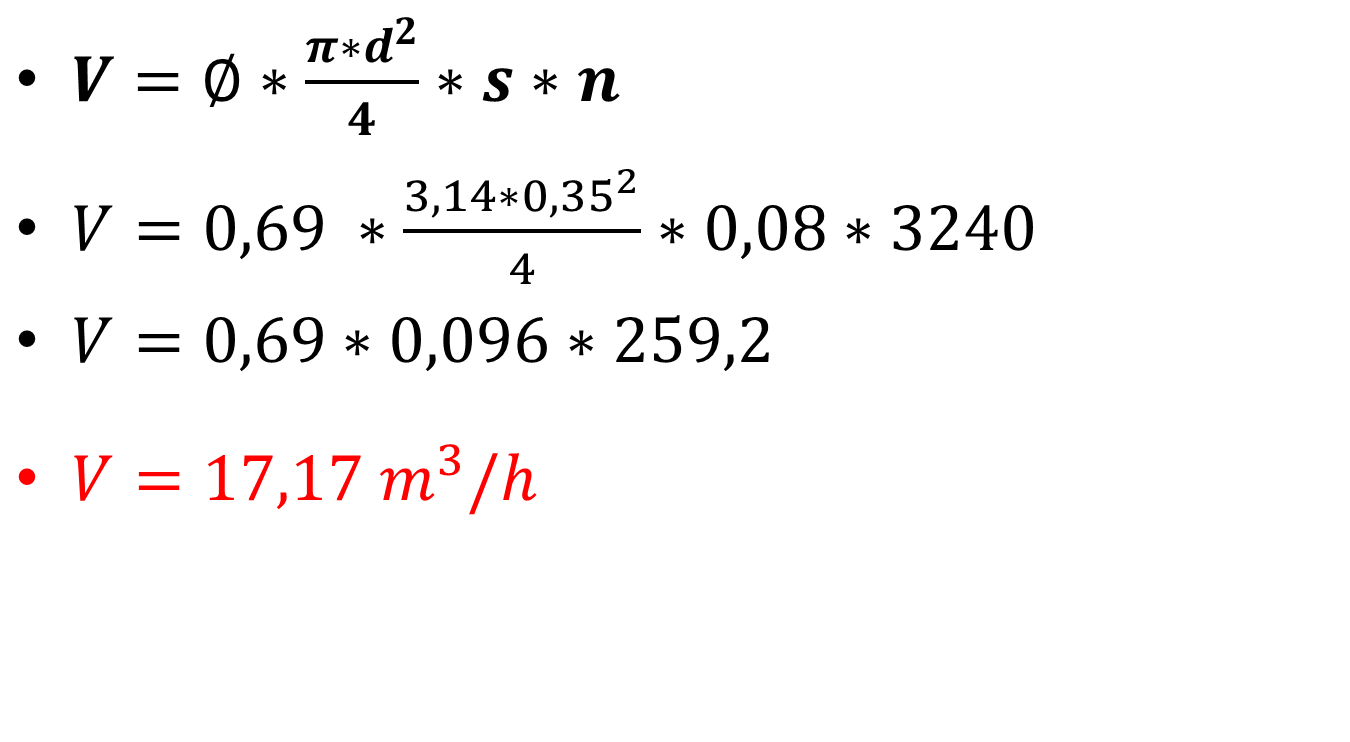 • V = ∅ * π*d²/4 * s * n
• V = 0,69 * 3,14*0,35²/4 * 0,08 * 3240
• V = 0,69 * 0,096 * 259,2
• V = 17,17 m³/h